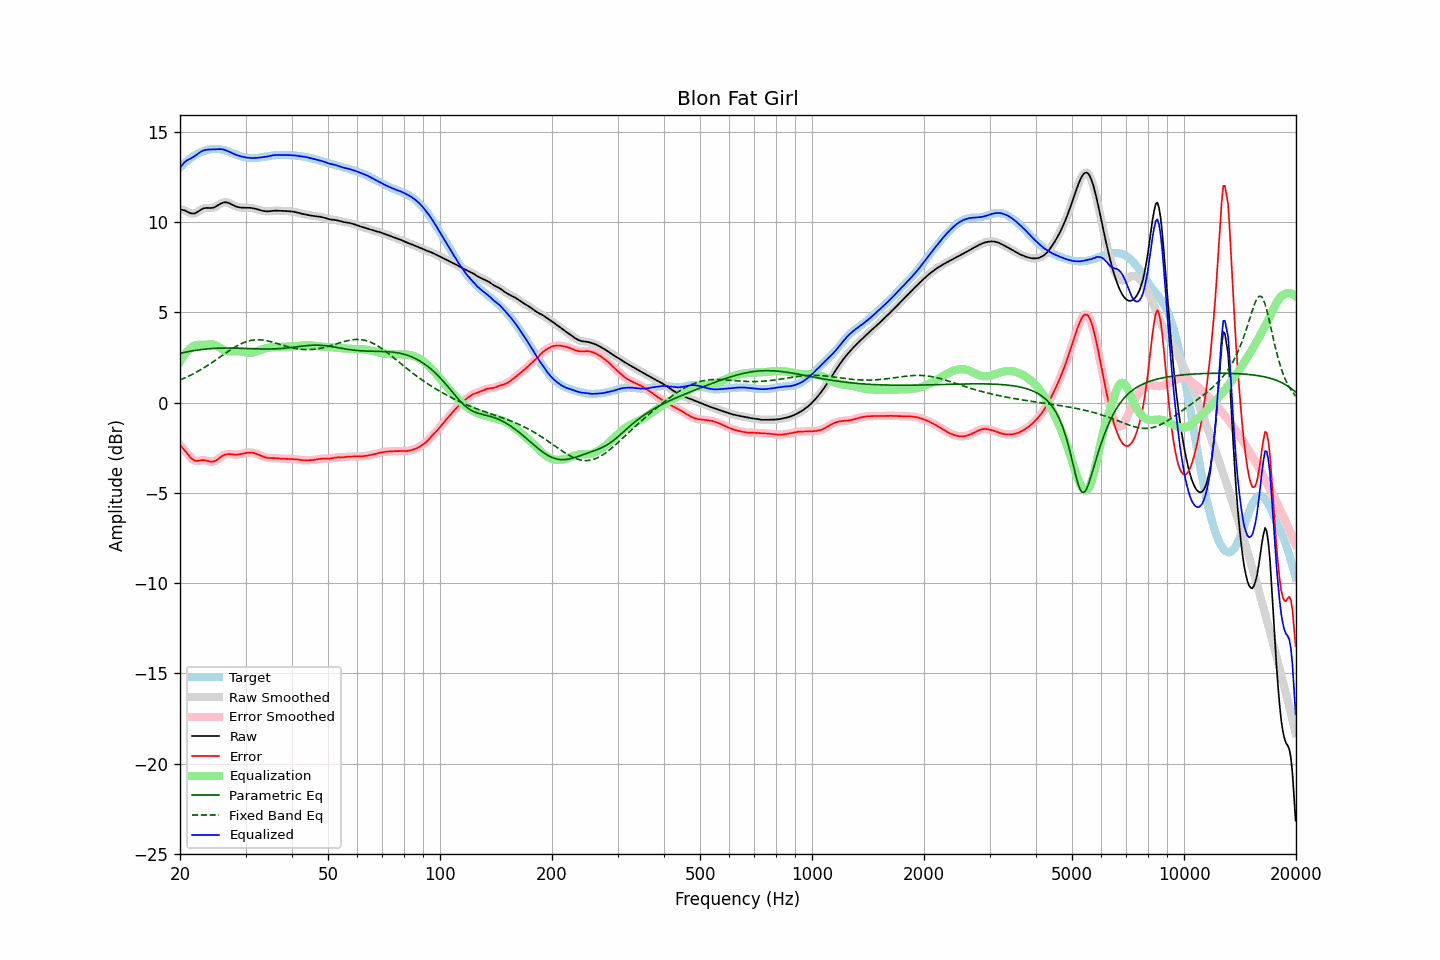 Blon Fat Girl
15
10
5
0
−5
−10
−15
−20
−25
Amplitude (dBr)
Target
Raw Smoothed
Error Smoothed
Raw
Error
Equalization
Parametric Eq
Fixed Band Eq
Equalized
20 50 100 200 500 1000 2000 5000 10000 20000
Frequency (Hz)